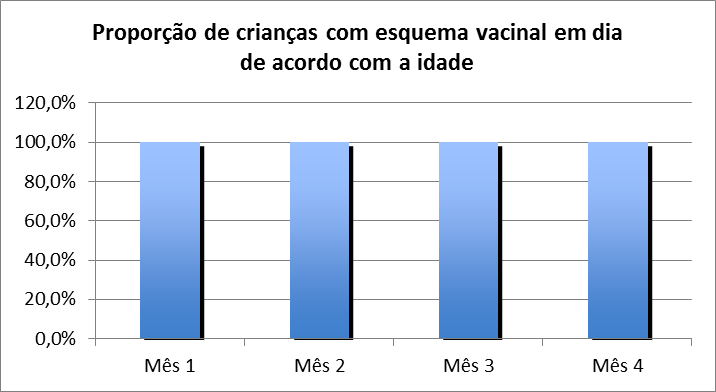 Proporção de crianças com esquema vacinal em dia
de acordo com a idade
120,0%
100,0%
80,0%
60,0%
40,0%
20,0%
0,0%
Mês 1 Mês 2 Mês 3 Mês 4